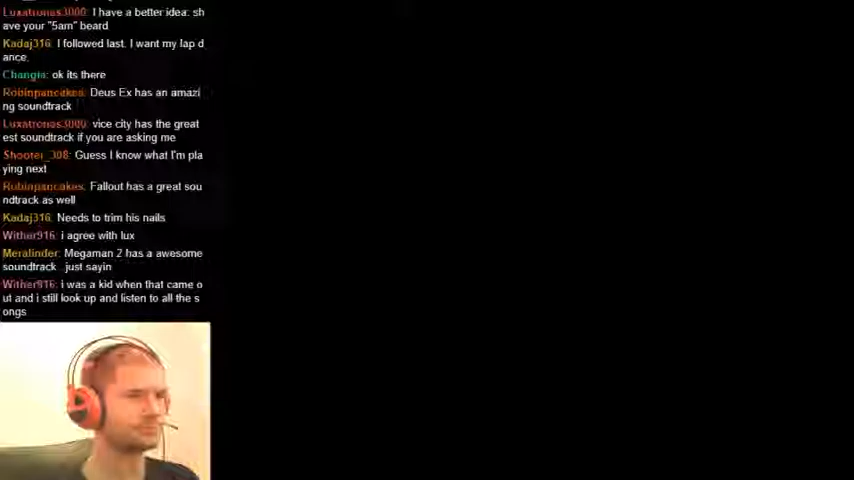 Luxatronas3000: I have a better idea: sh
ave your "5am" beard
Kadaj316: I followed last. I want my lap d
ance.
Changia: ok its there
Robinpancakes: Deus Ex has an amazi
ng soundtrack
Luxatronas3000: vice city has the great
est soundtrack if you are asking me
Shooter_308: Guess I know what I'm pla
ying next
Robinpancakes: Fallout has a great sou
ndtrack as well
Kadaj316: Needs to trim his nails
Wither916: i agree with lux
Meralinder: Megaman 2 has a awesome
soundtrack...just sayin
Wither916: i was a kid when that came o
ut and i still look up and listen to all the s
ongs